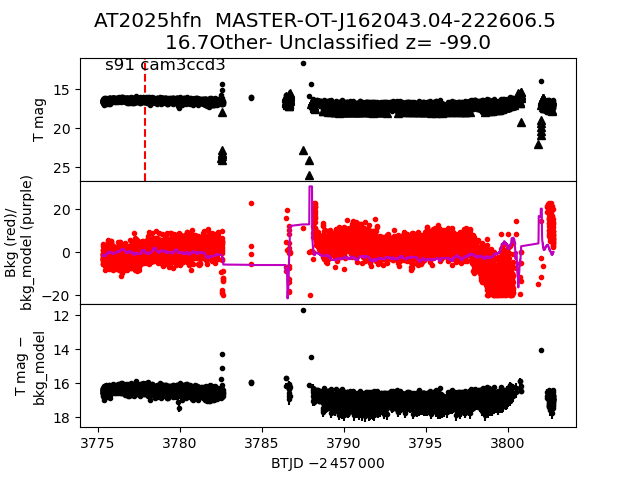 AT2025hfn  MASTER-OT-J162043.04-222606.5
16.7Other- Unclassified z= -99.0
s91 cam3ccd3
T mag
15
20
25
Bkg (red)/
bkg_model (purple)
20
0
−20
T mag −
bkg_model
12
14
16
18
3775 3780 3785 3790 3795 3800
BTJD −2 457 000